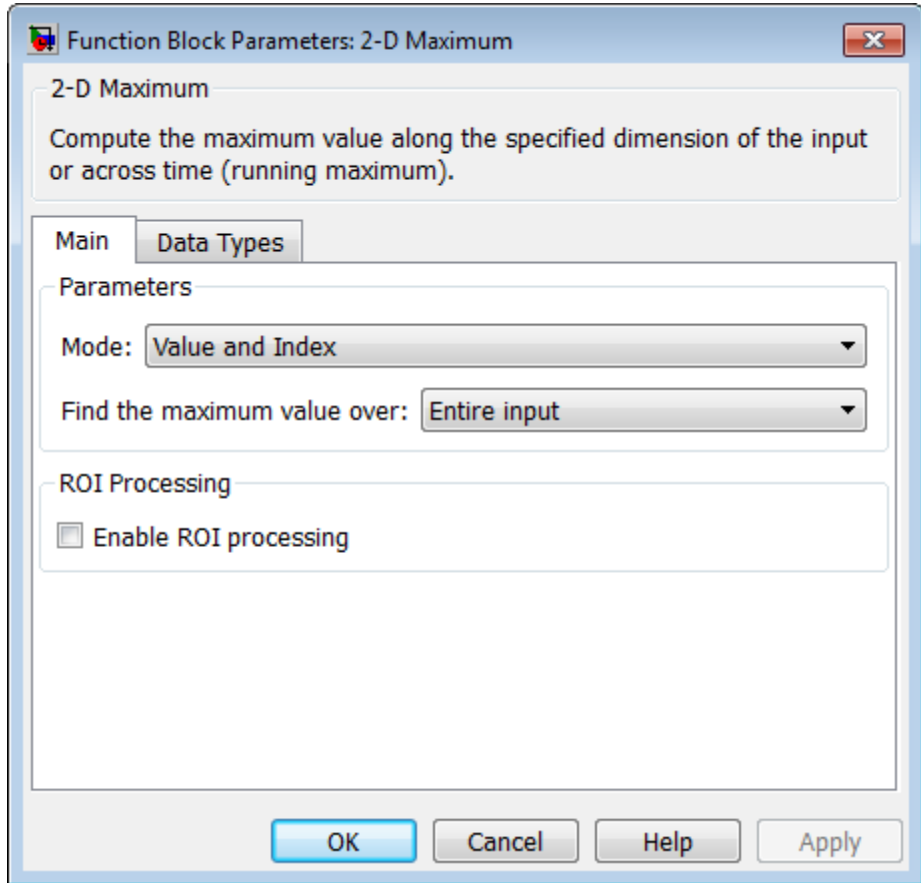 Function Block Parameters: 2-D Maximum
2-D Maximum
Compute the maximum value along the specified dimension of the input
or across time (running maximum).
Main Data Types
Parameters
Mode: Value and Index
Find the maximum value over: Entire input
ROI Processing
Enable ROI processing
OK Cancel Help Apply